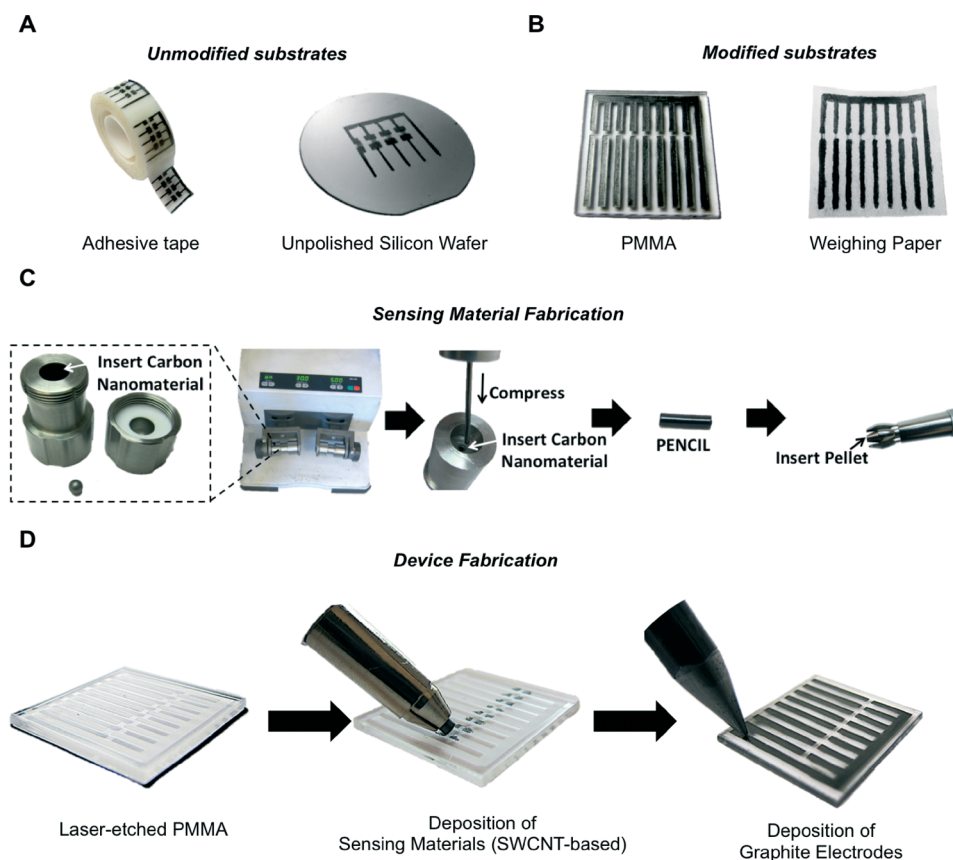 A
Unmodified substrates
Adhesive tape
Unpolished Silicon Wafer
B
Modified substrates
PMMA
Weighing Paper
C
Sensing Material Fabrication
Insert Carbon
Nanomaterial
Compress
Insert Carbon
Nanomaterial
PENCIL
Insert Pellet
D
Device Fabrication
Laser-etched PMMA
Deposition of
Sensing Materials (SWCNT-based)
Deposition of
Graphite Electrodes